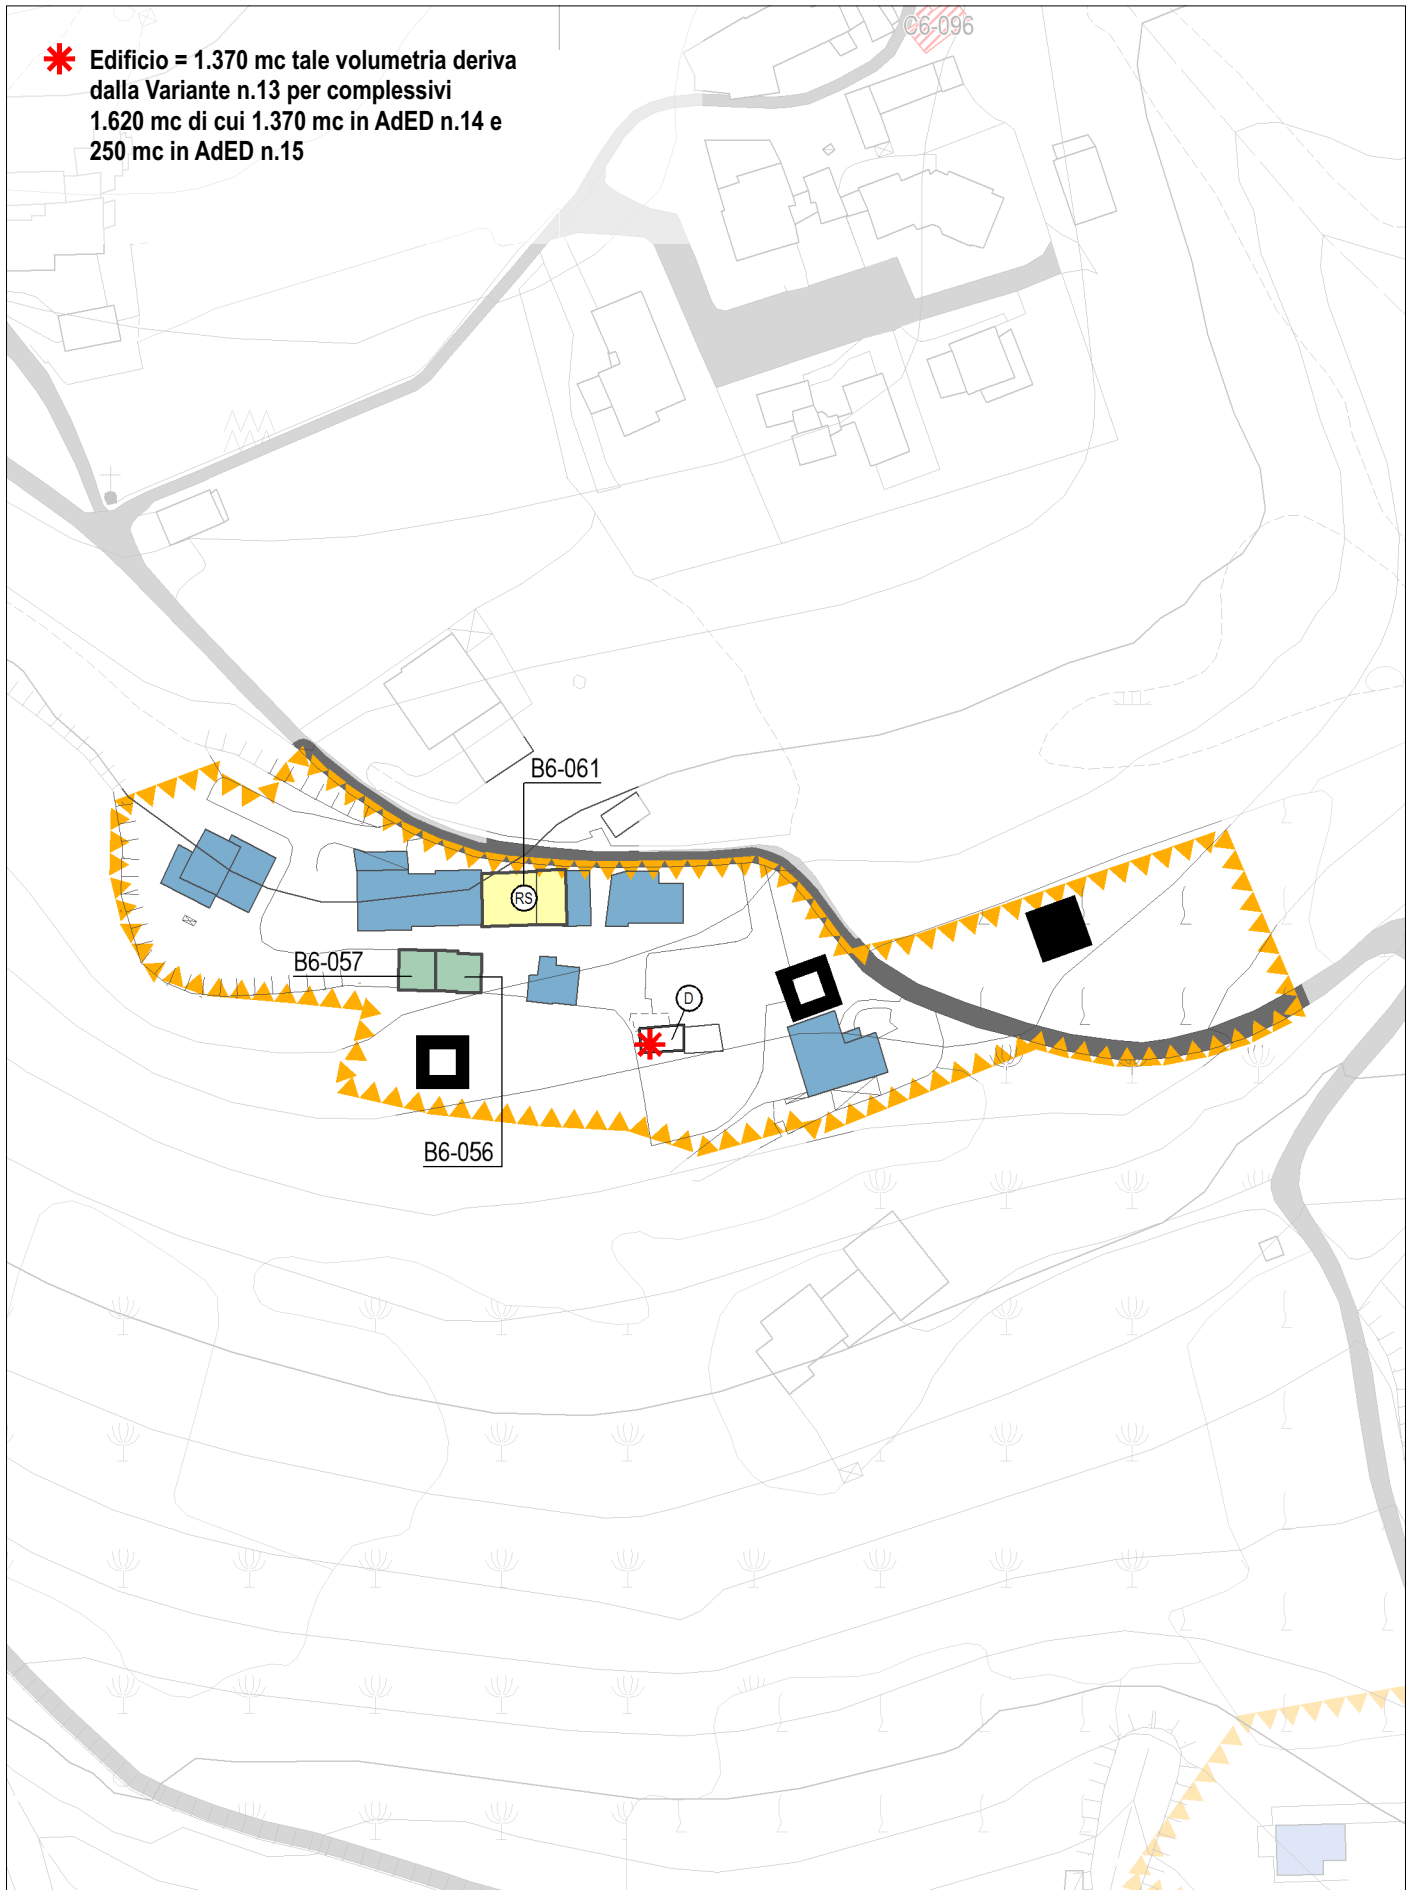 C6-096
Edificio = 1.370 mc tale volumetria deriva
dalla Variante n.13 per complessivi
1.620 mc di cui 1.370 mc in AdED n.14 e
250 mc in AdED n.15
B6-061
RS
B6-057
D
B6-056